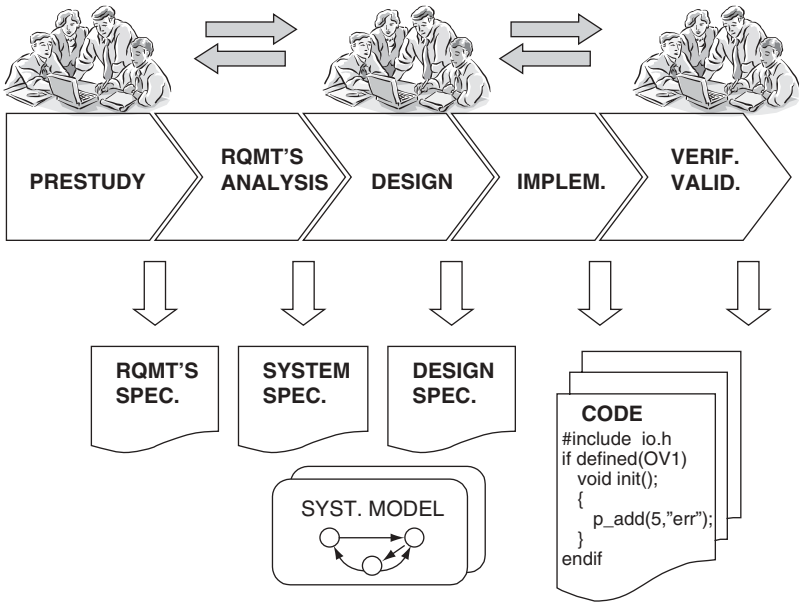 PRESTUDY
RQMT'S
ANALYSIS
DESIGN
IMPLEM.
VERIF.
VALID.
RQMT'S
SPEC.
SYSTEM
SPEC.
DESIGN
SPEC.
SYST. MODEL
CODE
#include io.h
if defined(OV1)
void init();
{
p_add(5,”err”);
}
endif